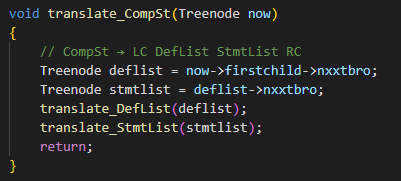 void translate_CompSt(Treenode now)
{
    // CompSt → LC DefList StmtList RC
    Treenode deflist = now->firstchild->nxxtbro;
    Treenode stmtlist = deflist->nxxtbro;
    translate_DefList(deflist);
    translate_StmtList(stmtlist);
    return;
}